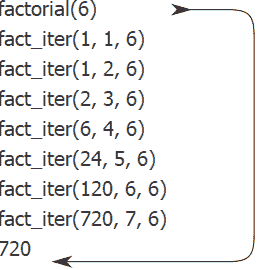 factorial(6)
fact_iter(1, 1, 6)
fact_iter(1, 2, 6)
fact_iter(2, 3, 6)
fact_iter(6, 4, 6)
fact_iter(24, 5, 6)
fact_iter(120, 6, 6)
fact_iter(720, 7, 6)
720